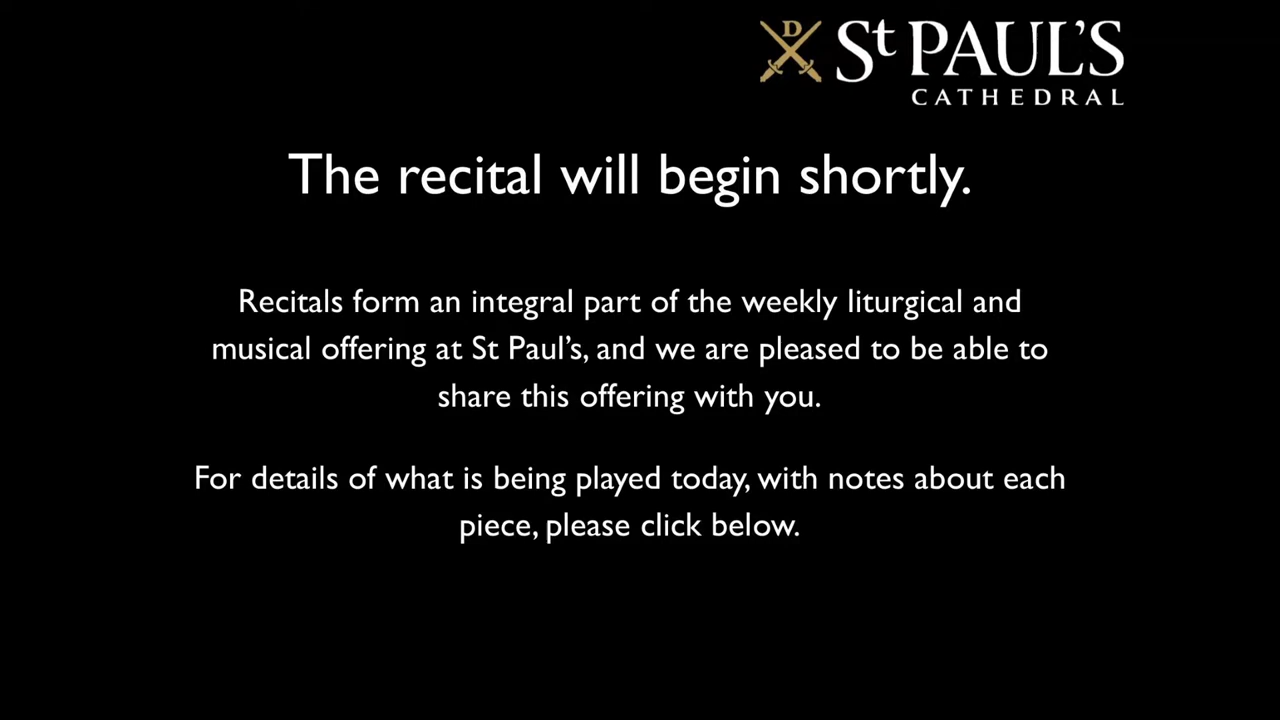 D
St PAUL'S
CATHEDRAL
The recital will begin shortly.
Recitals form an integral part of the weekly liturgical and
musical offering at St Paul's, and we are pleased to be able to
share this offering with you.
For details of what is being played today, with notes about each
piece, please click below.